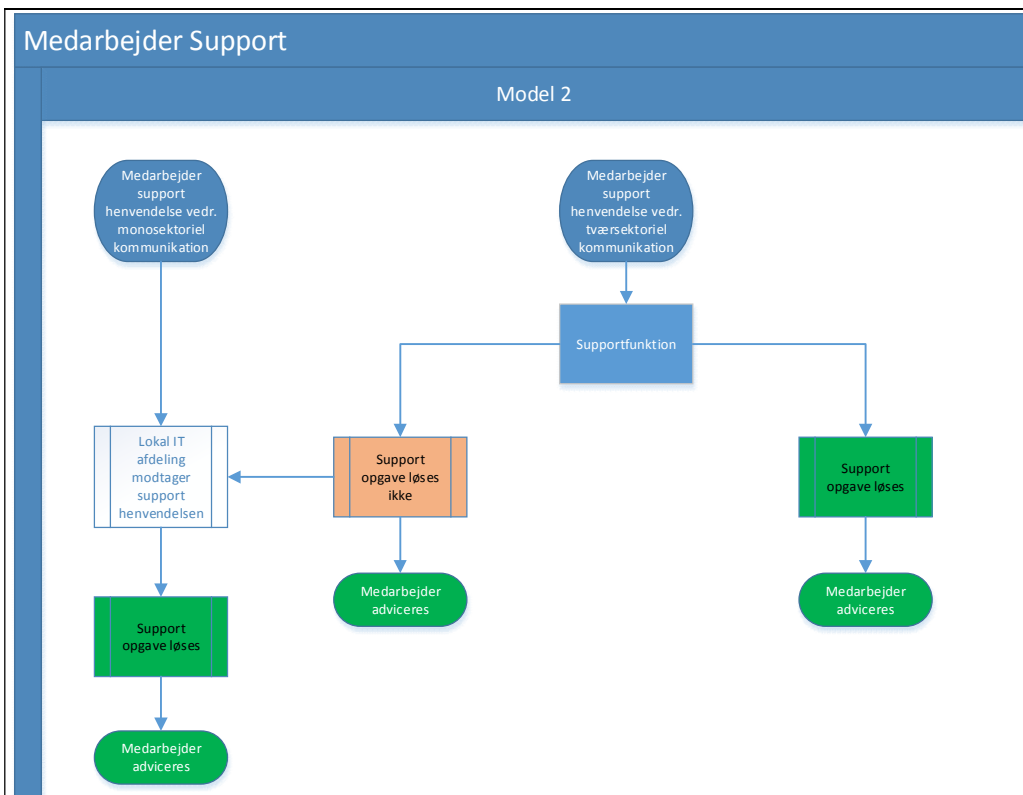 Medarbejder Support
Model 2
Medarbejder
support
henvendelse vedr.
monosektoriel
kommunikation
Medarbejder
support
henvendelse vedr.
tværsektoriel
kommunikation
Supportfunktion
Lokal IT
afdeling
modtager
support
henvendelsen
Support
opgave løses
ikke
Support
opgave løses
Medarbejder
adviceres
Medarbejder
adviceres
Support
opgave løses
Medarbejder
adviceres